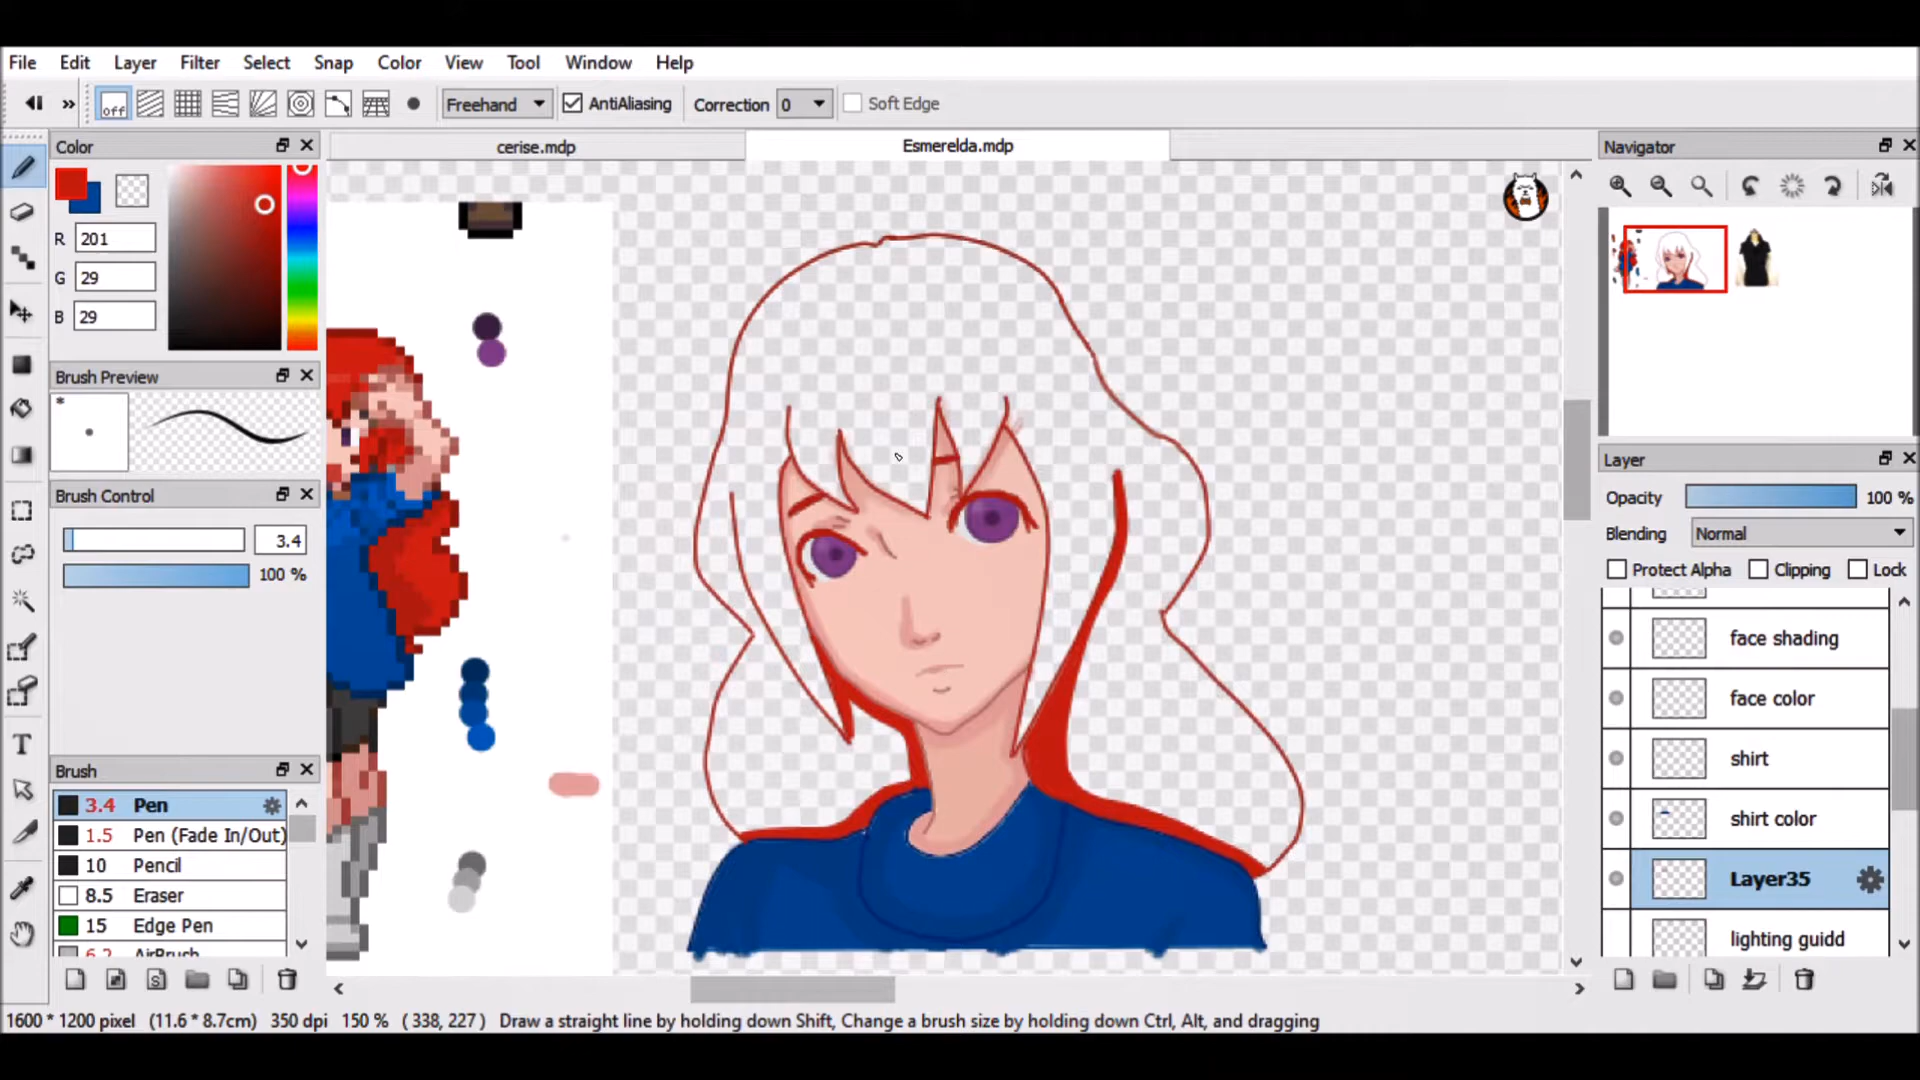 File Edit Layer Filter Select Snap Color View Tool Window Help
off Freehand AntiAliasing Correction 0 Soft Edge
Color
R 201
G 29
B 29
Brush Preview
*
Brush Control
3.4
100 %
Brush
3.4 Pen
1.5 Pen (Fade In/Out)
10 Pencil
8.5 Eraser
15 Edge Pen
6.2 AirBrush
cerise.mdp Esmerelda.mdp
Navigator
Layer
Opacity 100 %
Blending Normal
Protect Alpha Clipping Lock
face shading
face color
shirt
shirt color
Layer35
lighting guidd
1600 * 1200 pixel (11.6 * 8.7cm) 350 dpi 150 % ( 338, 227 ) Draw a straight line by holding down Shift, Change a brush size by holding down Ctrl, Alt, and dragging